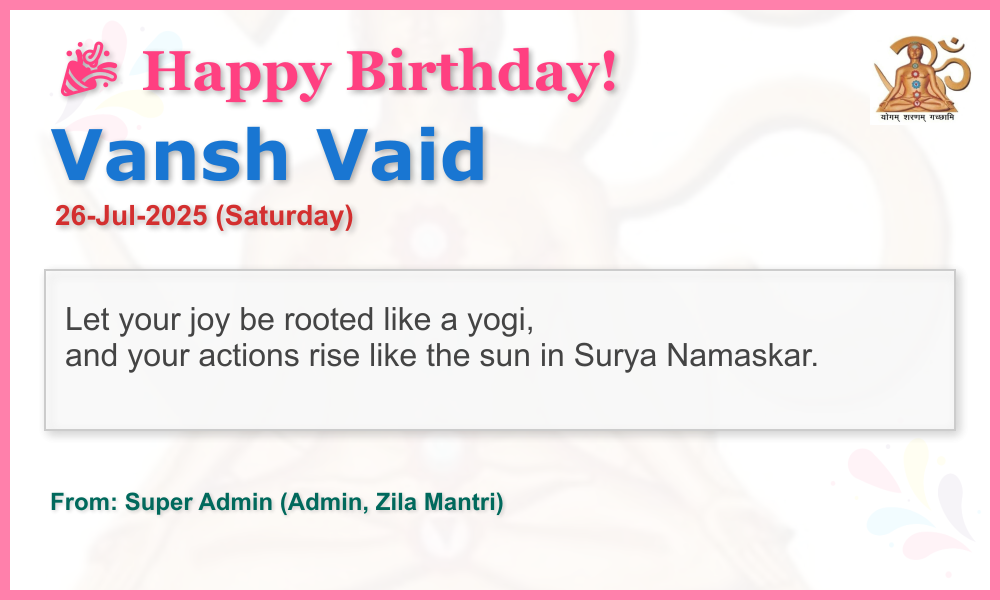 Happy Birthday!
योगम् शरणम् गच्छामि
Vansh Vaid
26-Jul-2025 (Saturday)
Let your joy be rooted like a yogi,
and your actions rise like the sun in Surya Namaskar.
From: Super Admin (Admin, Zila Mantri)